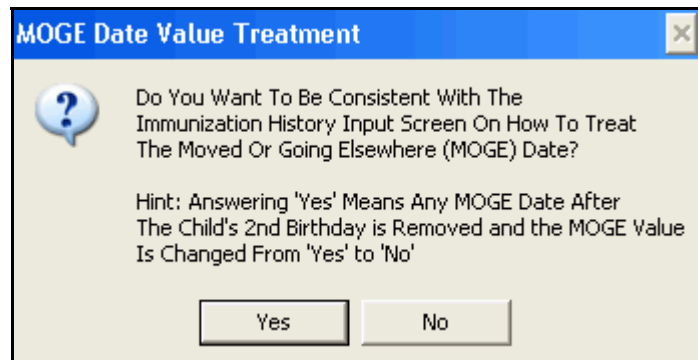 MOGE Date Value Treatment
Do You Want To Be Consistent With The
Immunization History Input Screen On How To Treat
The Moved Or Going Elsewhere (MOGE) Date?
Hint: Answering 'Yes' Means Any MOGE Date After
The Child's 2nd Birthday is Removed and the MOGE Value
Is Changed From 'Yes' to 'No'
Yes
No